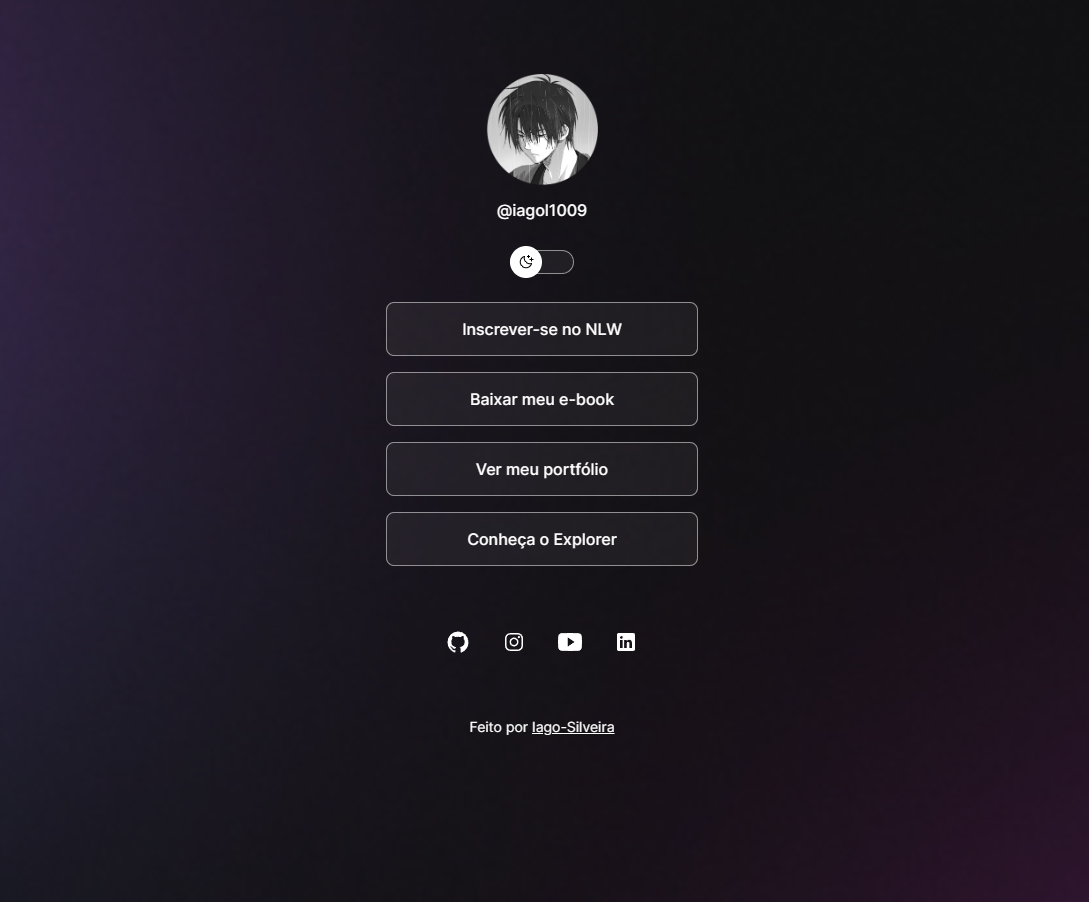 @iagol1009
Inscrever-se no NLW
Baixar meu e-book
Ver meu portfólio
Conheça o Explorer
Feito por Iago-Silveira